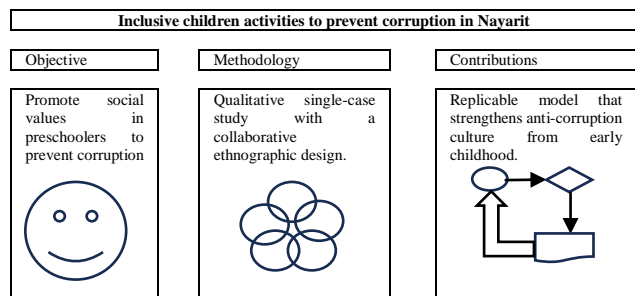 Inclusive children activities to prevent corruption in Nayarit
Objective
Methodology
Contributions
Promote social
values in
preschoolers to
prevent corruption
Qualitative single-case
study with a
collaborative
ethnographic design.
Replicable model that
strengthens anti-corruption
culture from early
childhood.